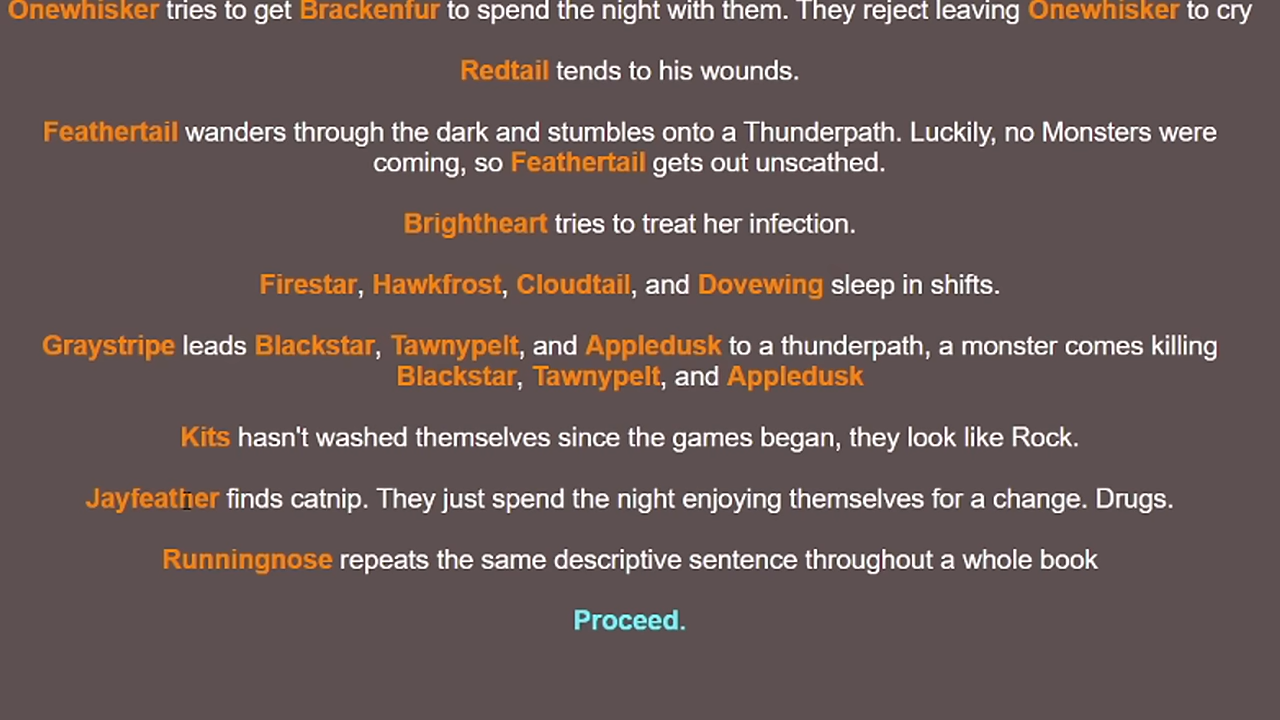 Onewhisker tries to get Brackenfur to spend the night with them. They reject leaving Onewhisker to cry
Redtail tends to his wounds.
Feathertail wanders through the dark and stumbles onto a Thunderpath. Luckily, no Monsters were
coming, so Feathertail gets out unscathed.
Brightheart tries to treat her infection.
Firestar, Hawkfrost, Cloudtail, and Dovewing sleep in shifts.
Graystripe leads Blackstar, Tawnypelt, and Appledusk to a thunderpath, a monster comes killing
Blackstar, Tawnypelt, and Appledusk
Kits hasn't washed themselves since the games began, they look like Rock.
Jayfeather finds catnip. They just spend the night enjoying themselves for a change. Drugs.
Runningnose repeats the same descriptive sentence throughout a whole book
Proceed.